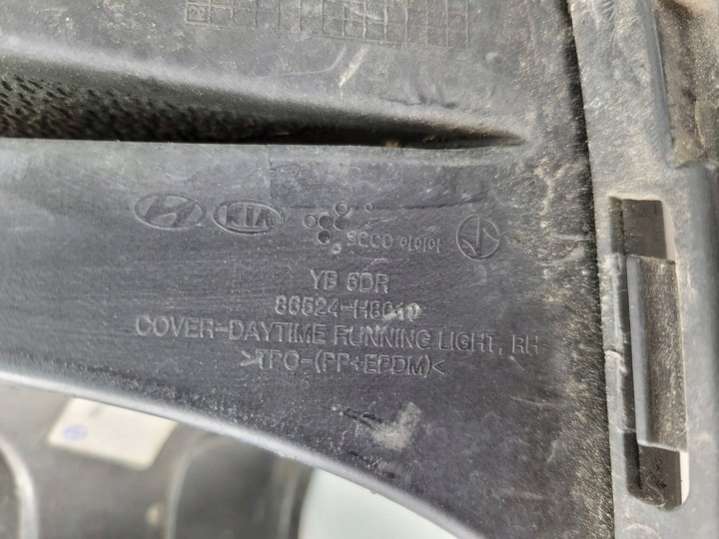 KIA
YB 5DR
86524-H8010
COVER-DAYTIME RUNNING LIGHT, RH
>TPO-(PP+EPDM)<